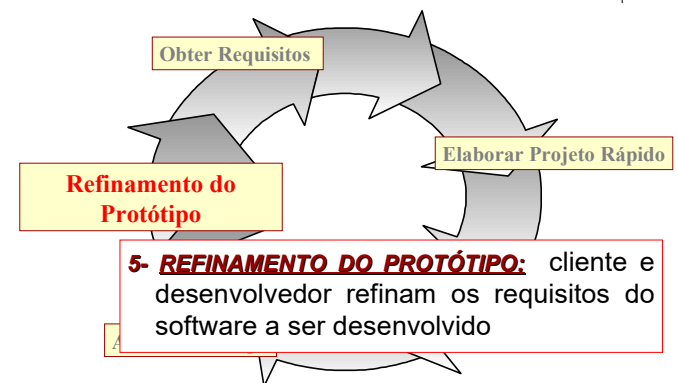 Obter Requisitos
Elaborar Projeto Rápido
Refinamento do
Protótipo
5- REFINAMENTO DO PROTÓTIPO: cliente e
desenvolvedor refinam os requisitos do
software a ser desenvolvido